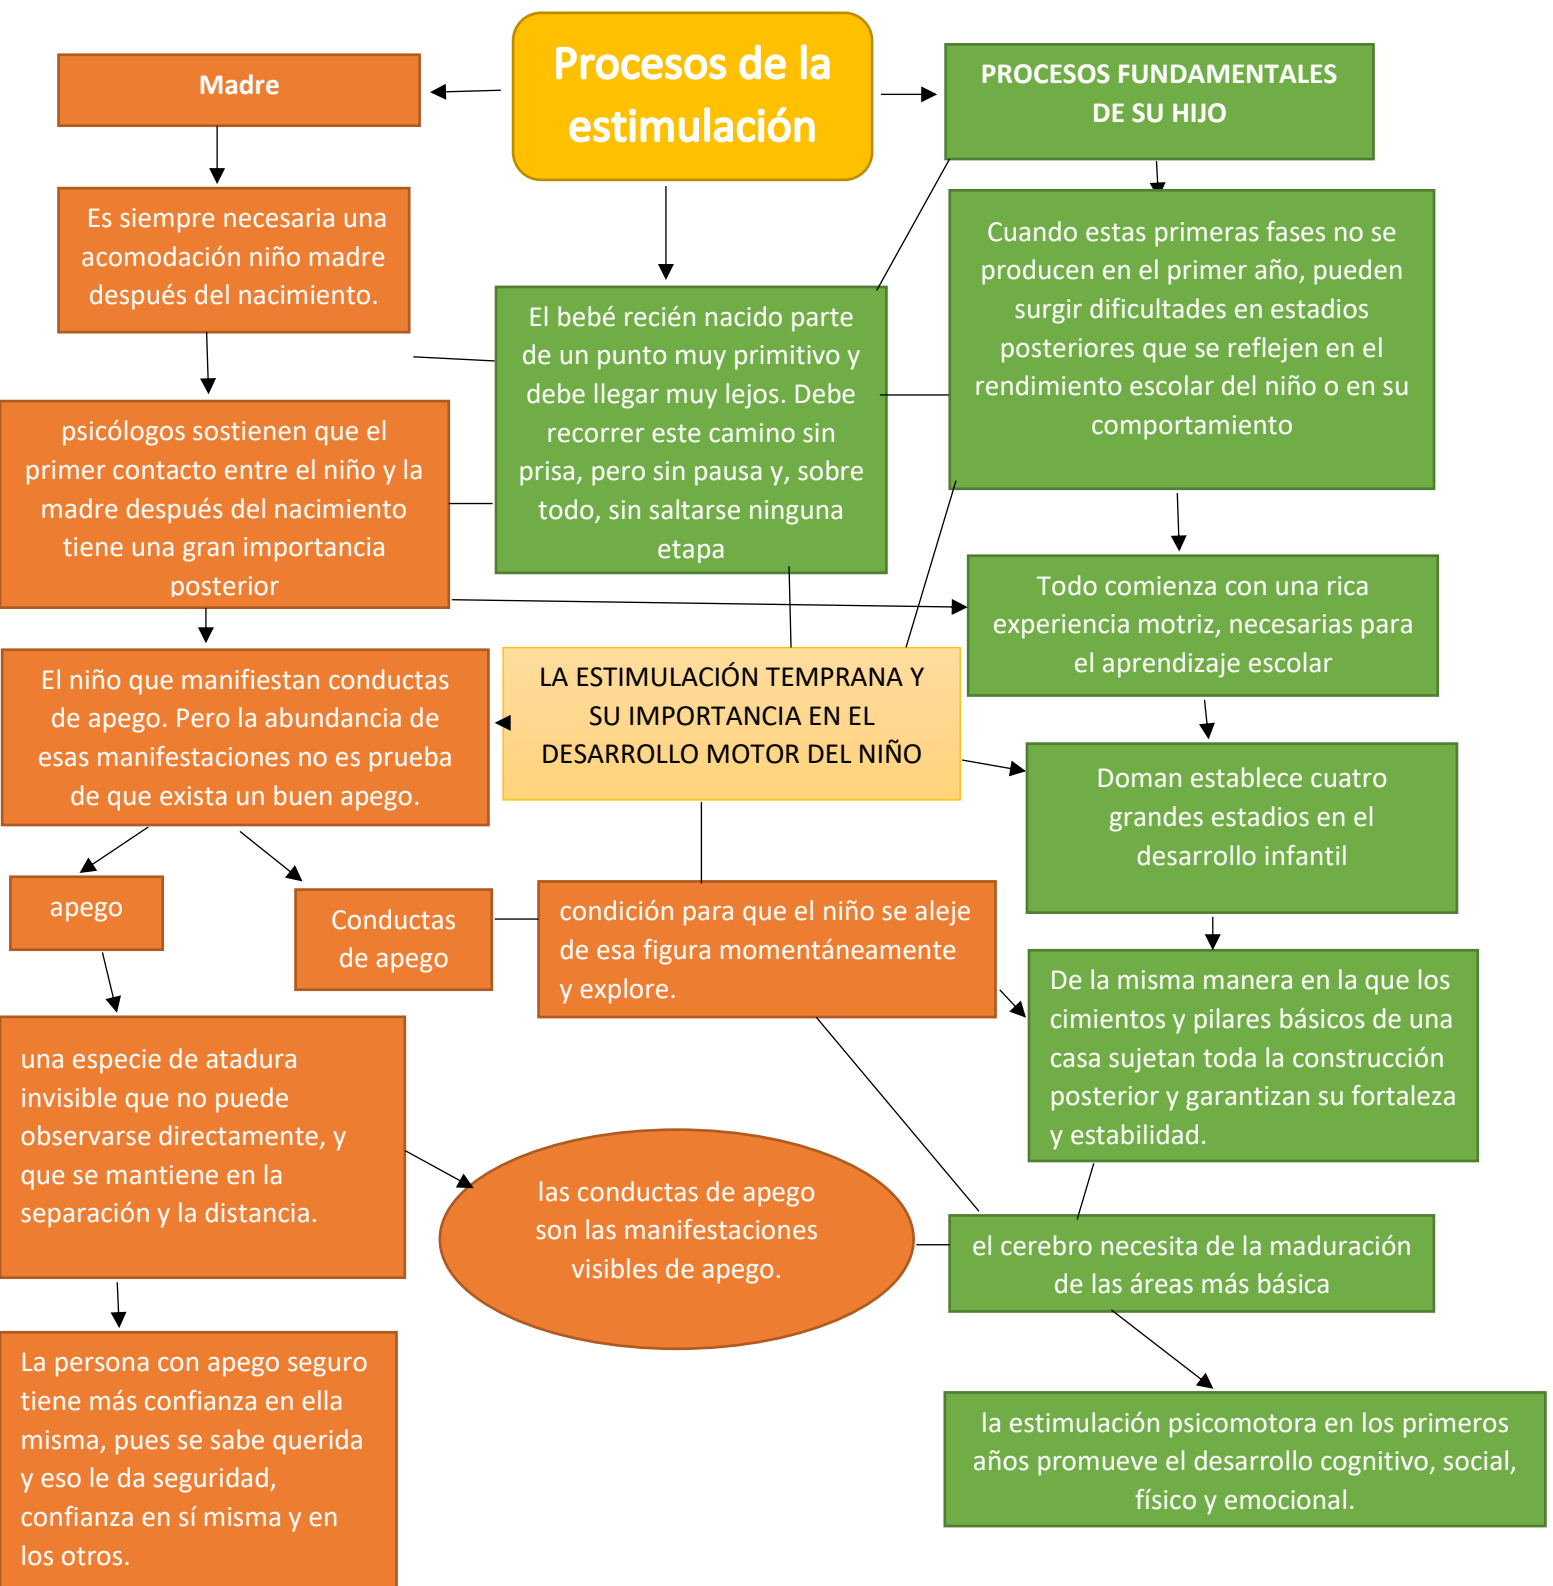 Procesos de la
estimulación
Madre
PROCESOS FUNDAMENTALES
DE SU HIJO
Es siempre necesaria una
acomodación niño madre
después del nacimiento.
Cuando estas primeras fases no se
producen en el primer año, pueden
surgir dificultades en estadios
posteriores que se reflejen en el
rendimiento escolar del niño o en su
comportamiento
El bebé recién nacido parte
de un punto muy primitivo y
debe llegar muy lejos. Debe
recorrer este camino sin
prisa, pero sin pausa y, sobre
todo, sin saltarse ninguna
etapa
psicólogos sostienen que el
primer contacto entre el niño y la
madre después del nacimiento
tiene una gran importancia
posterior
Todo comienza con una rica
experiencia motriz, necesarias para
el aprendizaje escolar
El niño que manifiestan conductas
de apego. Pero la abundancia de
esas manifestaciones no es prueba
de que exista un buen apego.
LA ESTIMULACIÓN TEMPRANA Y
SU IMPORTANCIA EN EL
DESARROLLO MOTOR DEL NIÑO
Doman establece cuatro
grandes estadios en el
desarrollo infantil
apego
Conductas
de apego
condición para que el niño se aleje
de esa figura momentáneamente
y explore.
De la misma manera en la que los
cimientos y pilares básicos de una
casa sujetan toda la construcción
posterior y garantizan su fortaleza
y estabilidad.
una especie de atadura
invisible que no puede
observarse directamente, y
que se mantiene en la
separación y la distancia.
las conductas de apego
son las manifestaciones
visibles de apego.
el cerebro necesita de la maduración
de las áreas más básica
La persona con apego seguro
tiene más confianza en ella
misma, pues se sabe querida
y eso le da seguridad,
confianza en sí misma y en
los otros.
la estimulación psicomotora en los primeros
años promueve el desarrollo cognitivo, social,
físico y emocional.